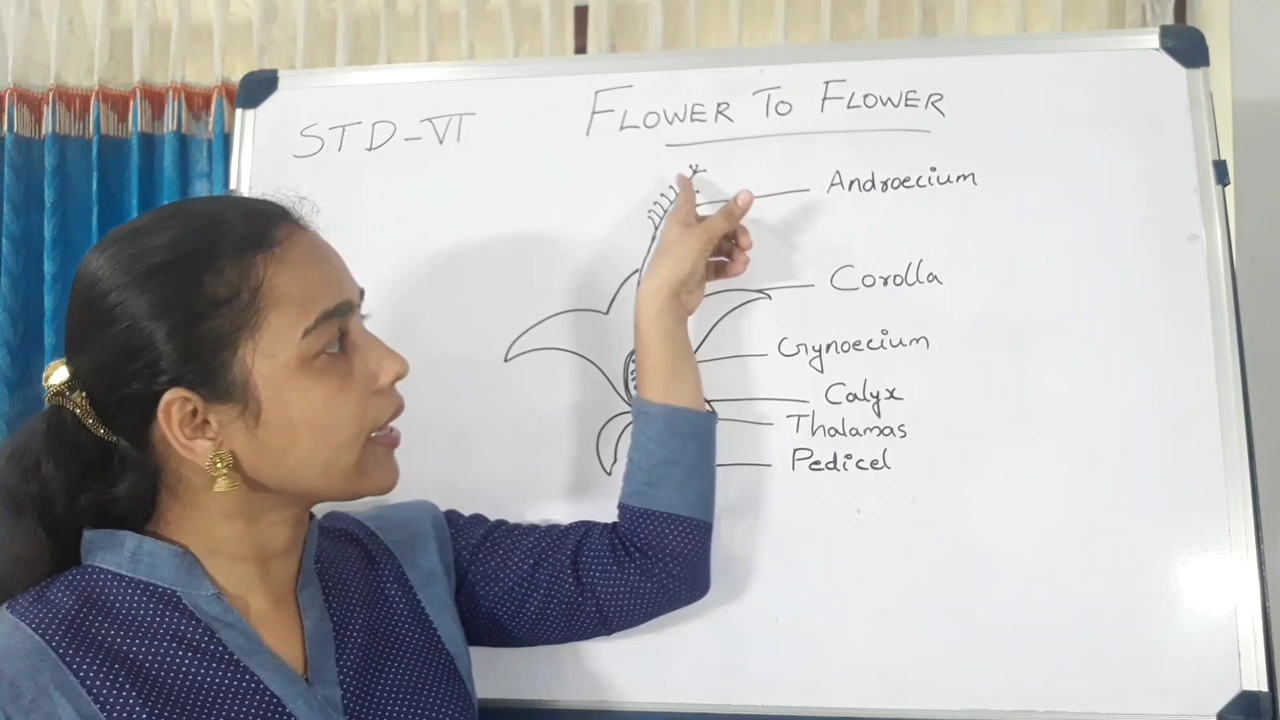 STD-VI
FLOWER TO FLOWER
Androecium
Corolla
Gynoecium
Calyx
Thalamas
Pedicel